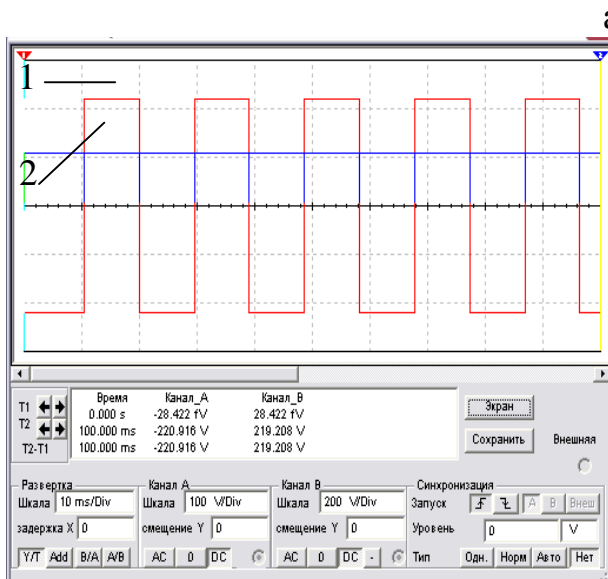 а
1
2
Время Канал_A Канал_B
T1 0.000 s -28.422 fV 28.422 fV
T2 100.000 ms -220.916 V 219.208 V
T2-T1 100.000 ms -220.916 V 219.208 V
Экран
Сохранить
Внешняя
Развертка
Шкала 10 ms/Div
задержка X 0
Y/T Add B/A A/B
Канал A
Шкала 100 V/Div
смещение Y 0
AC 0 DC
Канал B
Шкала 200 V/Div
смещение Y 0
AC 0 DC -
Синхронизация
Запуск A B Внеш
Уровень 0 V
Тип Одн. Норм Авто Нет